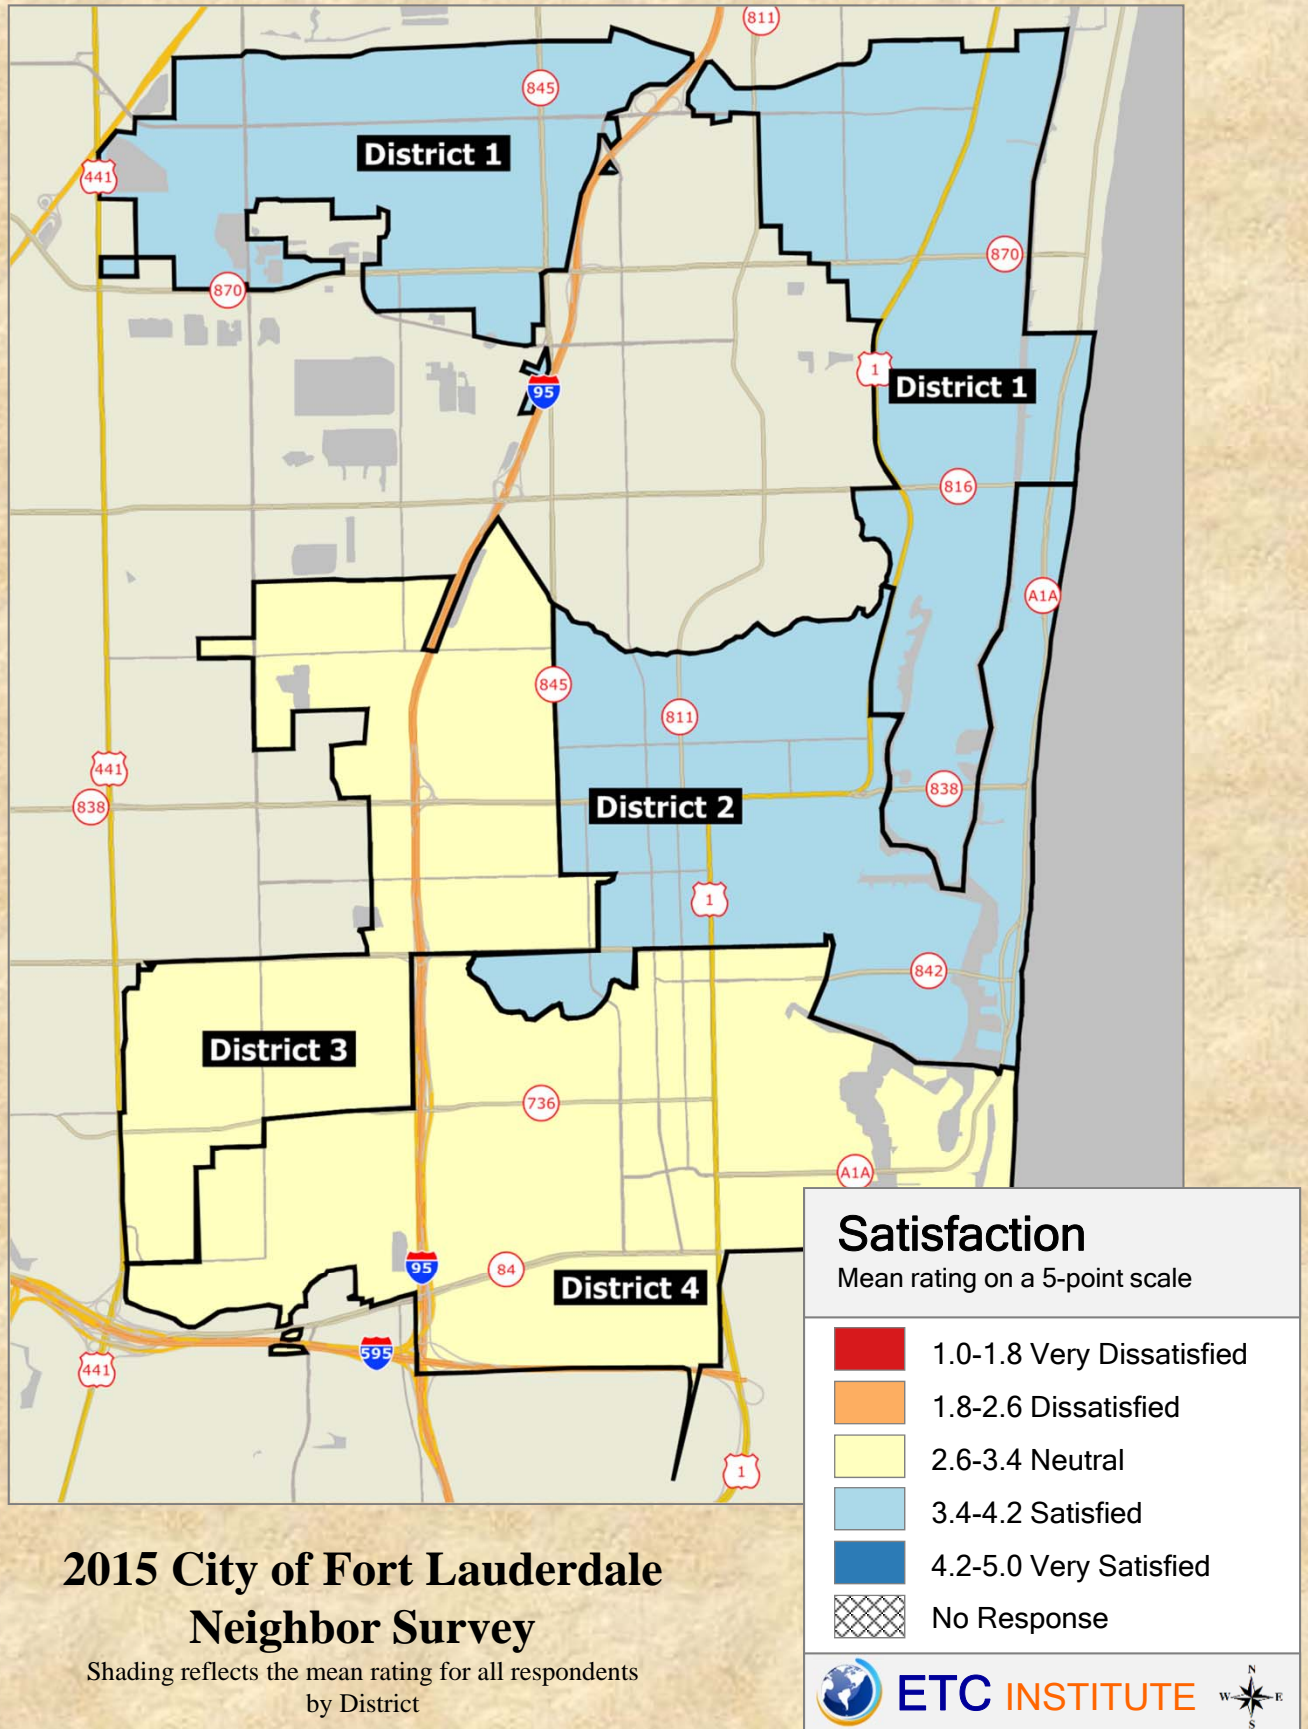 811
845
District 1
441
870
870
95
1
District 1
816
A1A
845
811
441
838
838
District 2
1
842
District 3
736
A1A
95
84
District 4
595
441
1
Satisfaction
Mean rating on a 5-point scale
1.0-1.8 Very Dissatisfied
1.8-2.6 Dissatisfied
2.6-3.4 Neutral
3.4-4.2 Satisfied
4.2-5.0 Very Satisfied
No Response
2015 City of Fort Lauderdale
Neighbor Survey
Shading reflects the mean rating for all respondents
by District
ETC INSTITUTE
N
W E
S